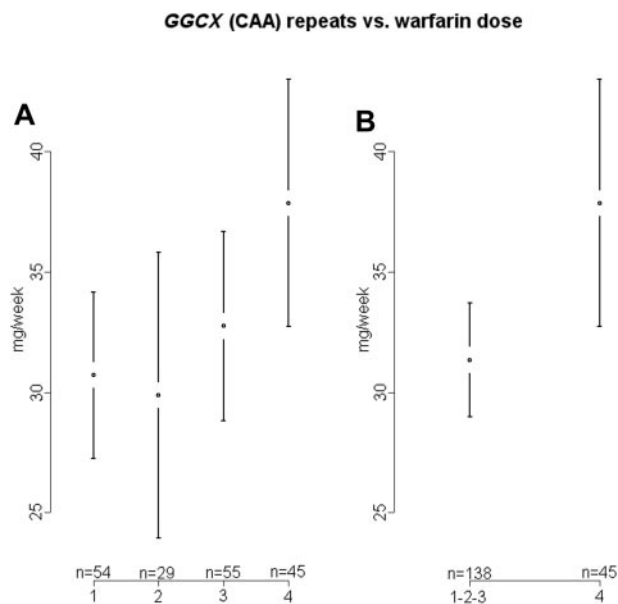 GGCX (CAA) repeats vs. warfarin dose
A
40
35
30
25
mg/week
n=54 n=29 n=55 n=45
1 2 3 4
B
40
35
30
25
mg/week
n=138 n=45
1-2-3 4